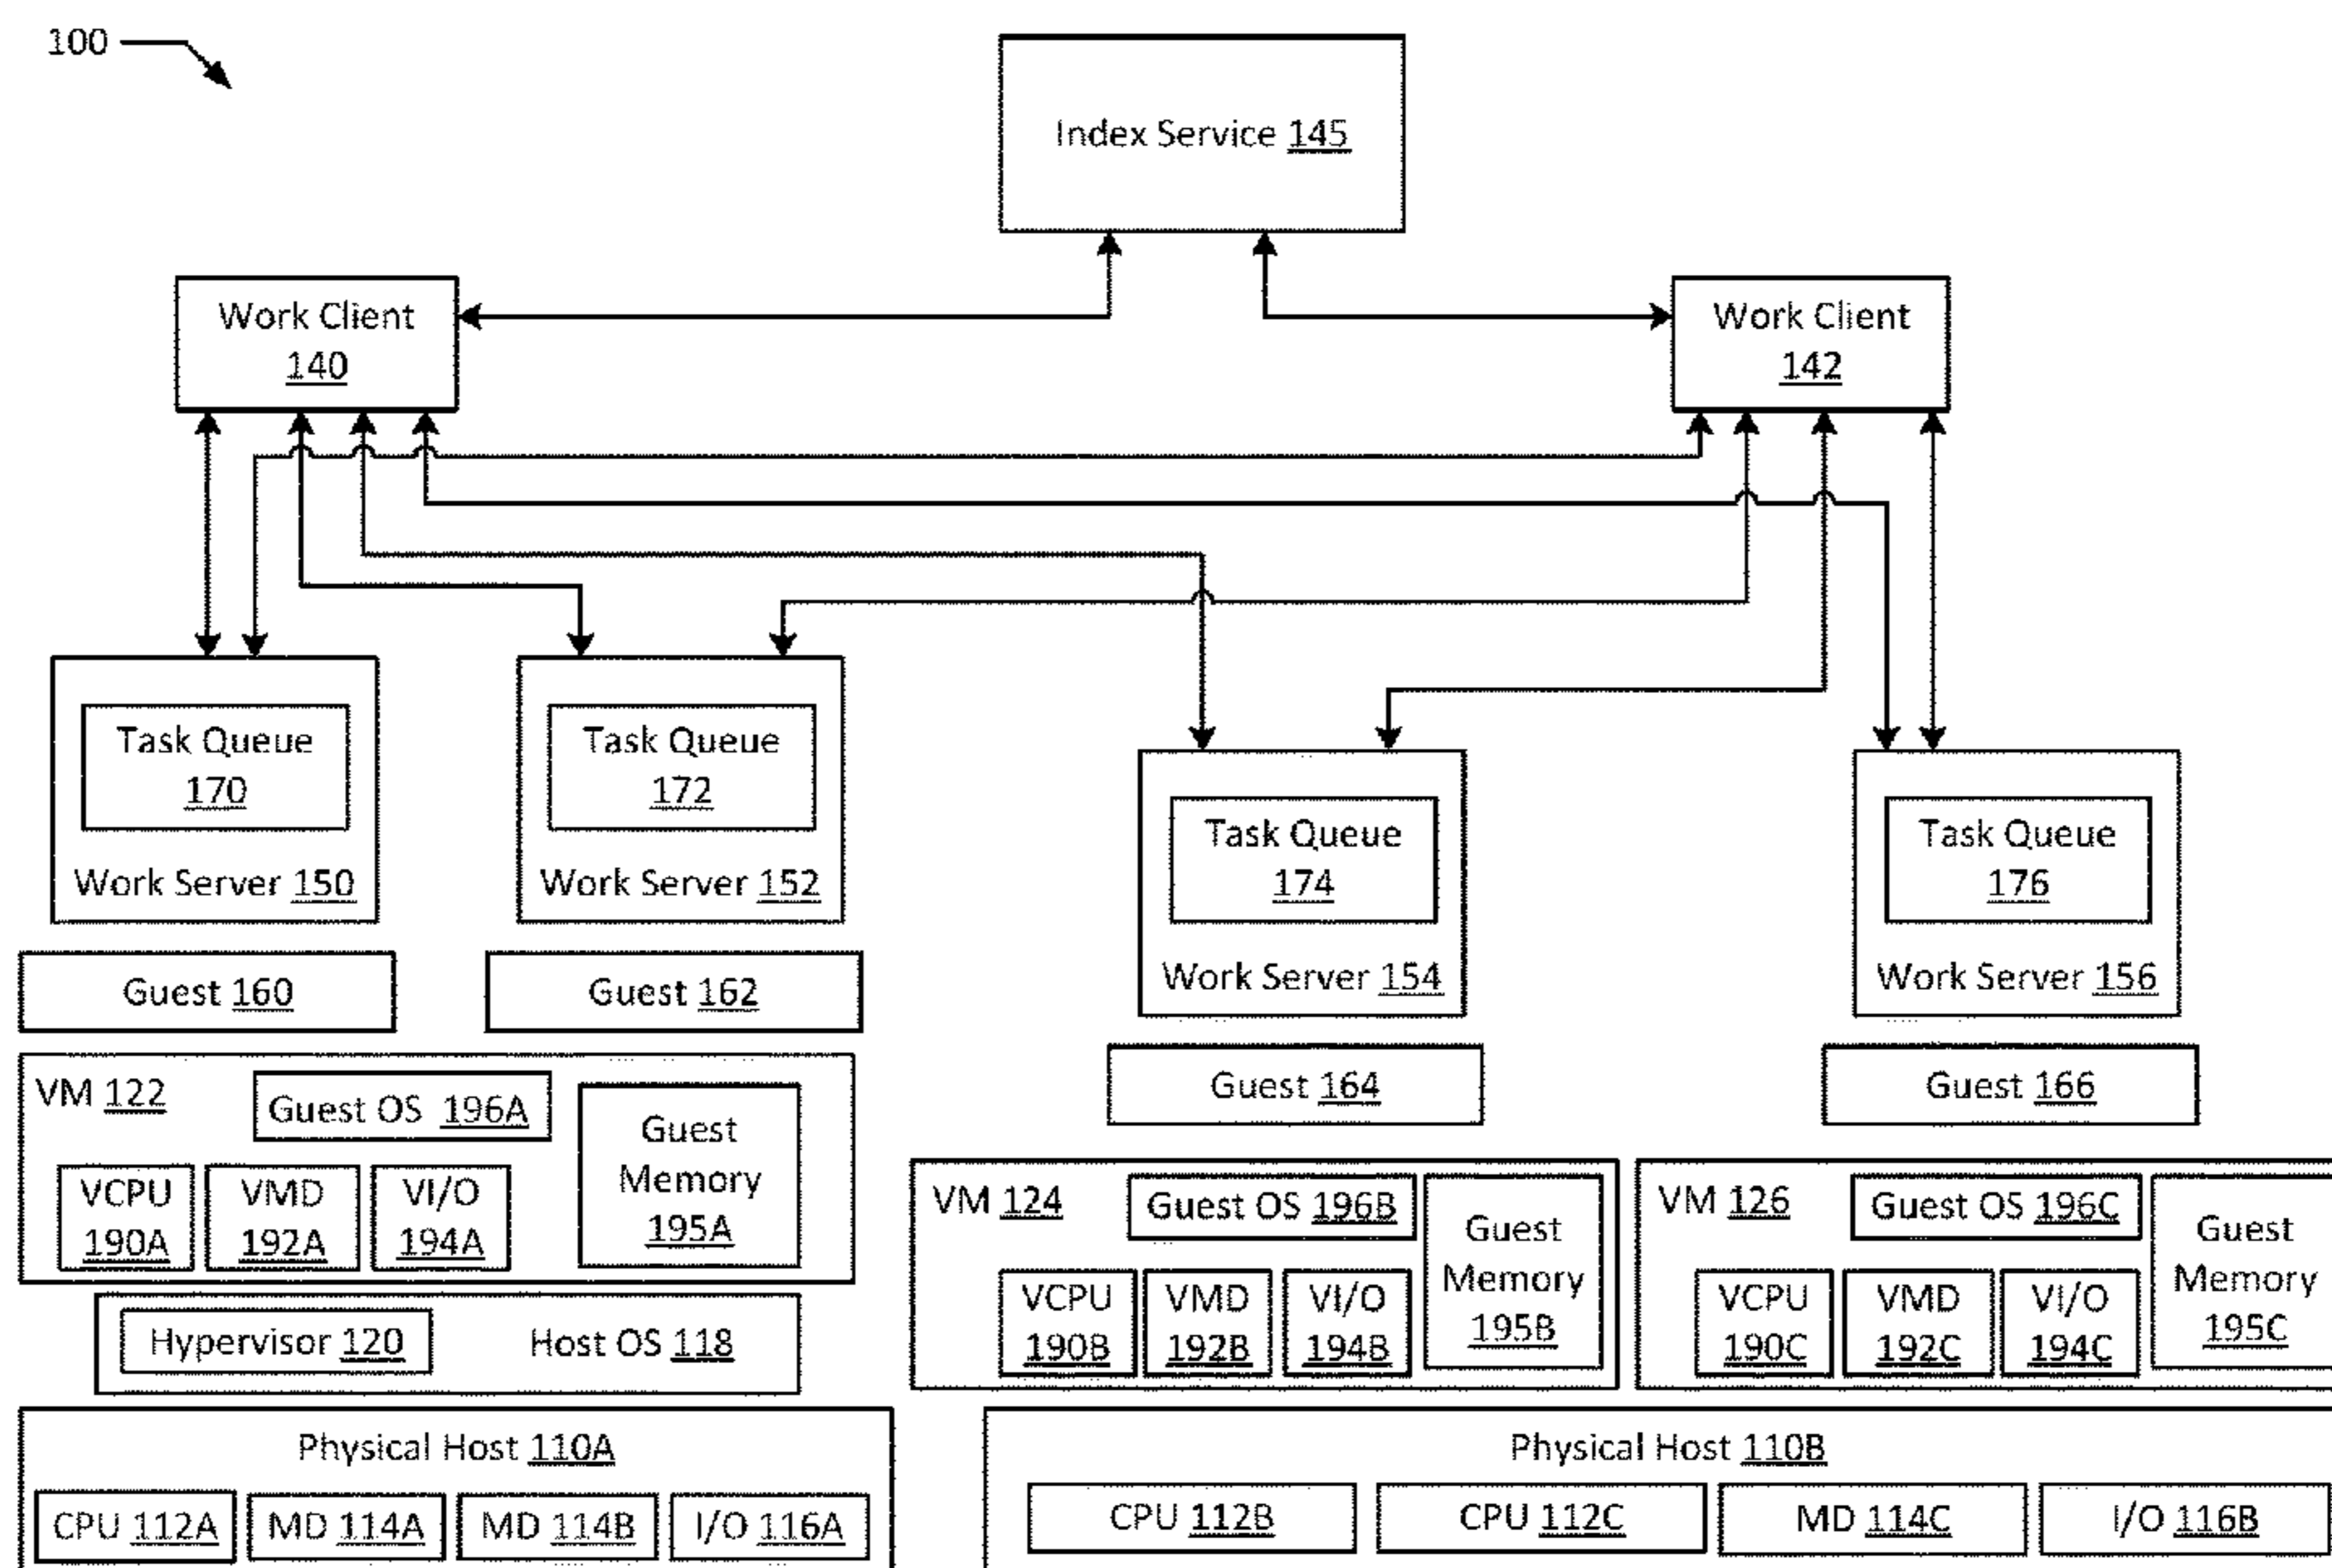 100
Index Service 145
Work Client
140
Work Client
142
Task Queue
170
Work Server 150
Task Queue
172
Work Server 152
Task Queue
174
Work Server 154
Task Queue
176
Work Server 156
Guest 160
Guest 162
Guest 164
Guest 166
VM 122
Guest OS 196A
Guest
Memory
195A
VCPU
190A
VMD
192A
VI/O
194A
Hypervisor 120
Host OS 118
VM 124
Guest OS 196B
Guest
Memory
195B
VCPU
190B
VMD
192B
VI/O
194B
VM 126
Guest OS 196C
Guest
Memory
195C
VCPU
190C
VMD
192C
VI/O
194C
Physical Host 110A
CPU 112A
MD 114A
MD 114B
I/O 116A
Physical Host 110B
CPU 112B
CPU 112C
MD 114C
I/O 116B